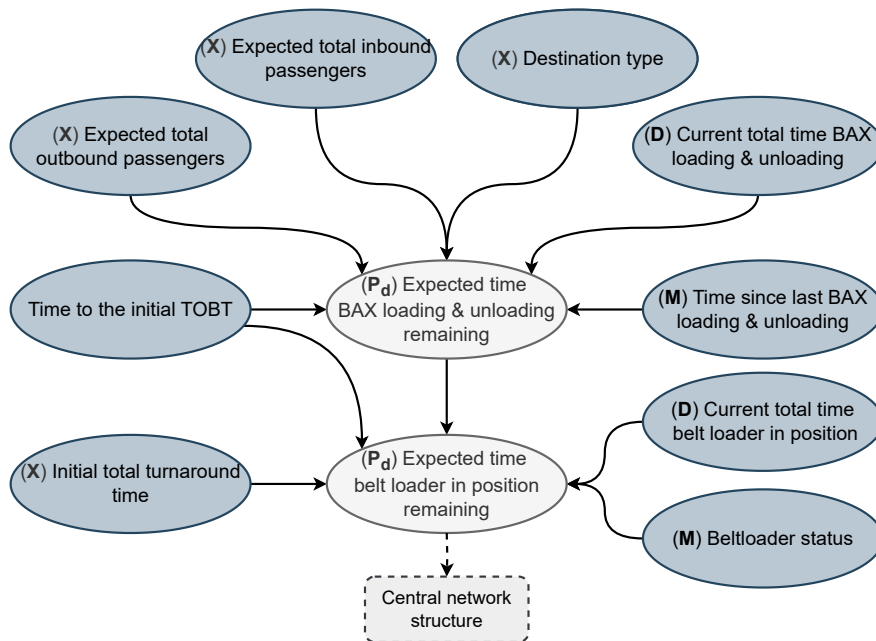 (X) Expected total inbound
passengers
(X) Destination type
(X) Expected total
outbound passengers
(D) Current total time BAX
loading & unloading
(Pd) Expected time
BAX loading & unloading
remaining
Time to the initial TOBT
(M) Time since last BAX
loading & unloading
(D) Current total time
belt loader in position
(X) Initial total turnaround
time
(Pd) Expected time
belt loader in position
remaining
(M) Beltloader status
Central network
structure